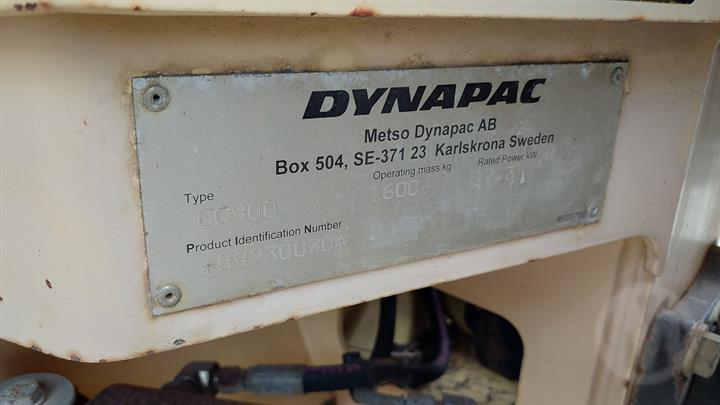 DYNAPAC
Metso Dynapac AB
Box 504, SE-371 23 Karlskrona Sweden
Operating mass kg Rated Power kW
Type
CC900 1600
Product Identification Number
*89230070*